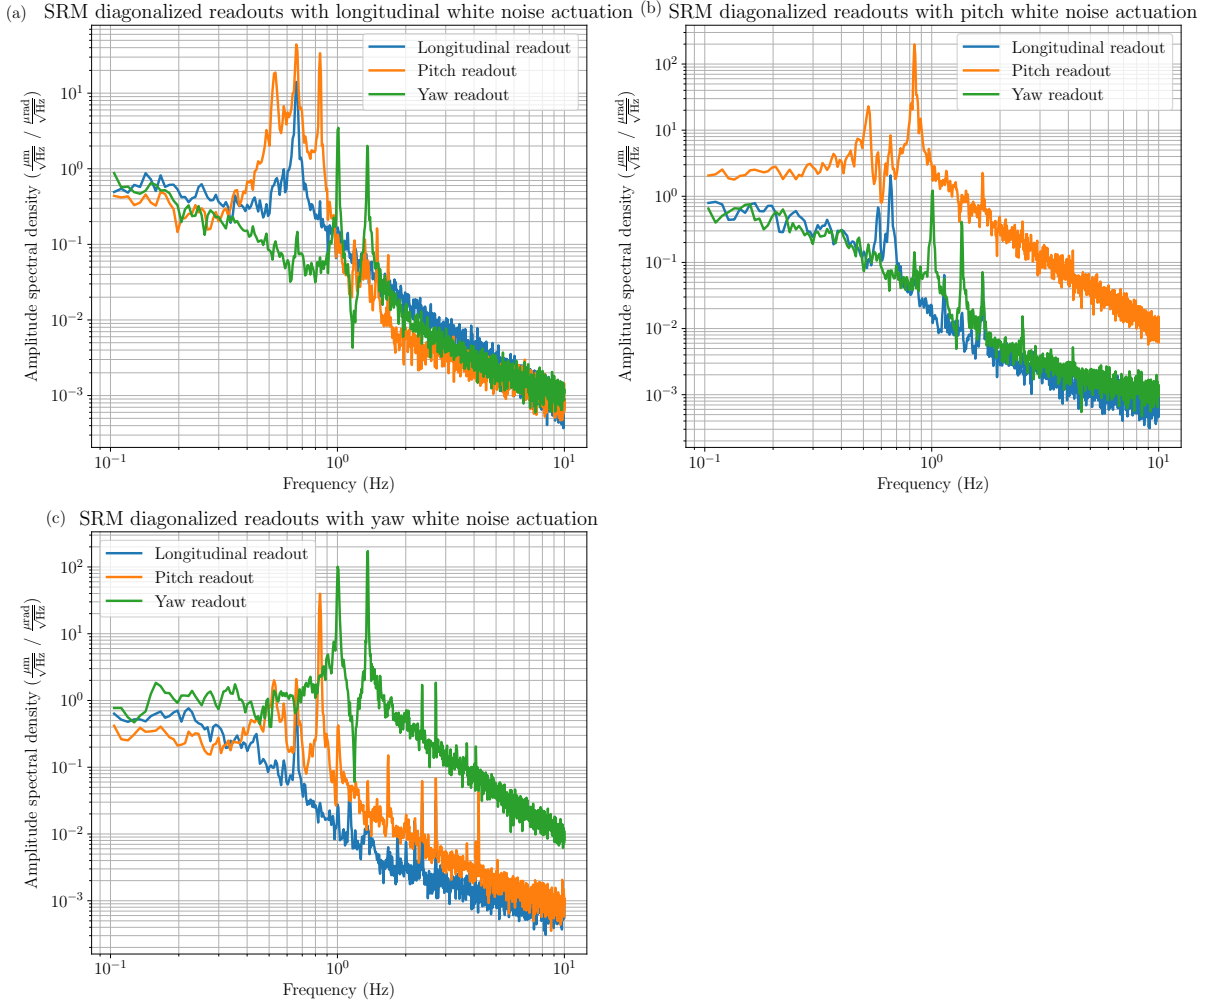 (a) SRM diagonalized readouts with longitudinal white noise actuation
Longitudinal readout
Pitch readout
Yaw readout
Amplitude spectral density (μm/√Hz / μrad/√Hz)
10¹
10⁰
10⁻¹
10⁻²
10⁻³
10⁻¹ 10⁰ 10¹
Frequency (Hz)
(b) SRM diagonalized readouts with pitch white noise actuation
Longitudinal readout
Pitch readout
Yaw readout
Amplitude spectral density (μm/√Hz / μrad/√Hz)
10²
10¹
10⁰
10⁻¹
10⁻²
10⁻³
10⁻¹ 10⁰ 10¹
Frequency (Hz)
(c) SRM diagonalized readouts with yaw white noise actuation
Longitudinal readout
Pitch readout
Yaw readout
Amplitude spectral density (μm/√Hz / μrad/√Hz)
10²
10¹
10⁰
10⁻¹
10⁻²
10⁻³
10⁻¹ 10⁰ 10¹
Frequency (Hz)